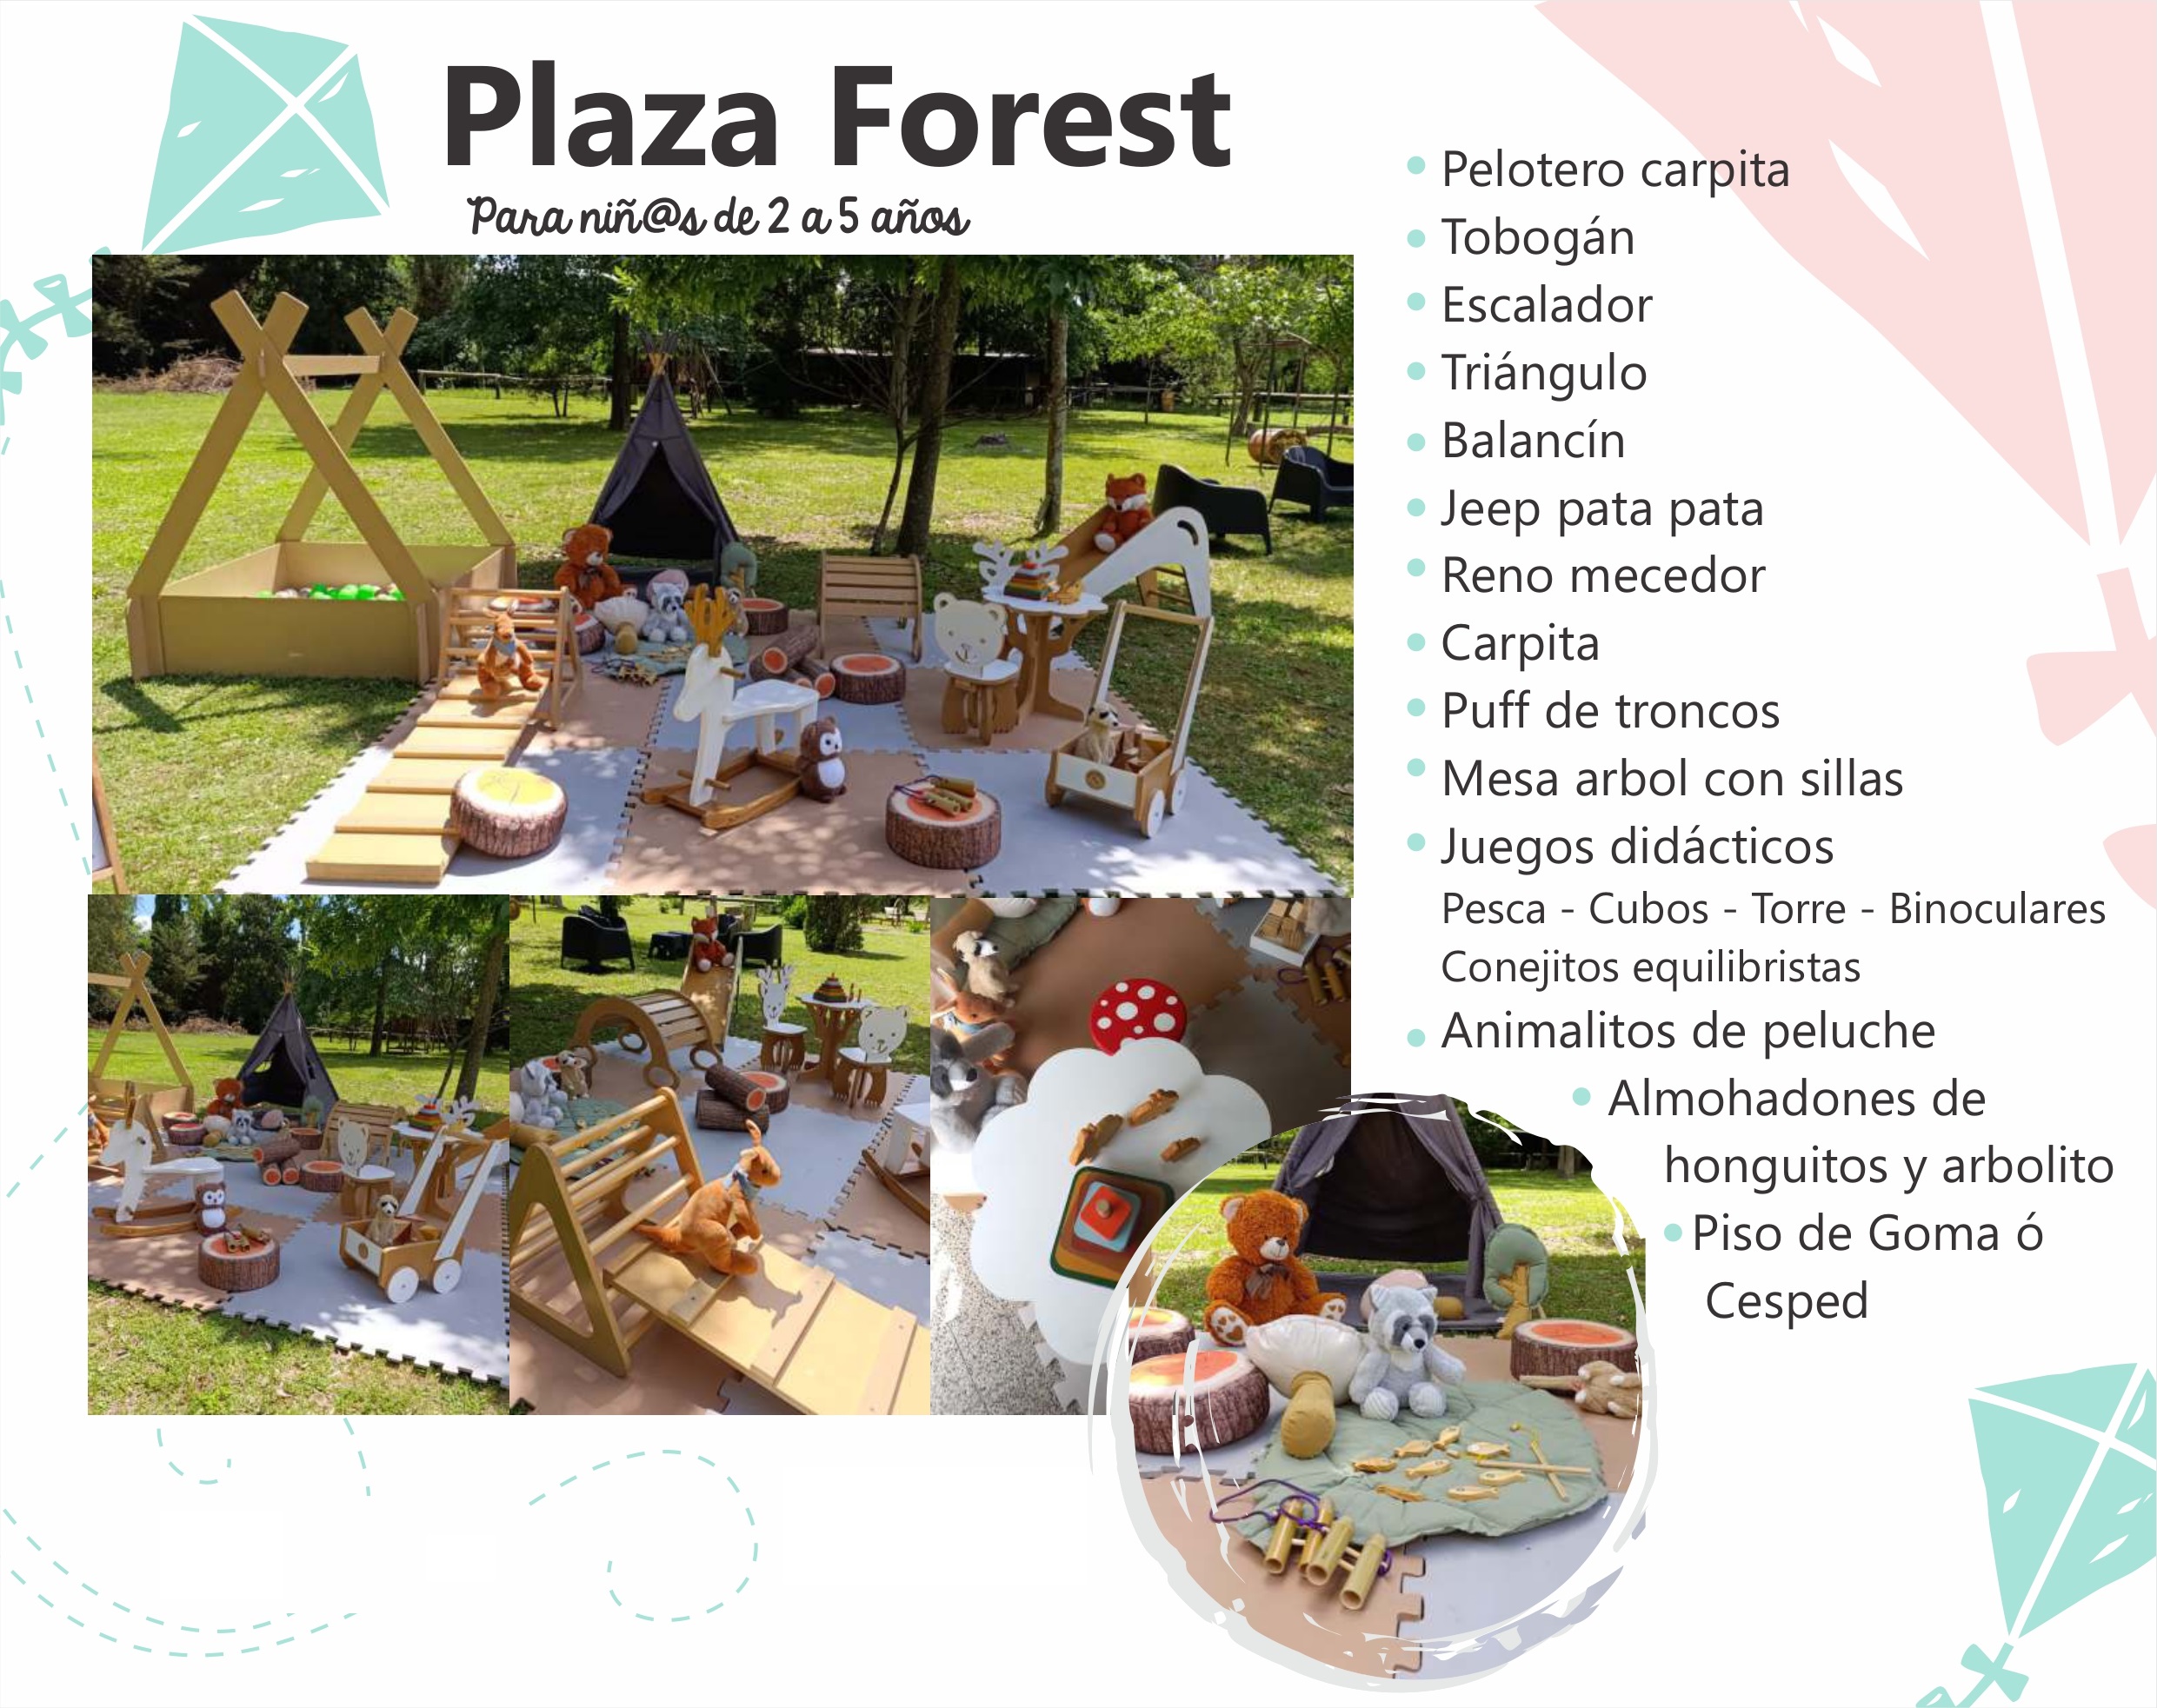 Plaza Forest
Para niñ@s de 2 a 5 años
Pelotero carpita
Tobogán
Escalador
Triángulo
Balancín
Jeep pata pata
Reno mecedor
Carpita
Puff de troncos
Mesa arbol con sillas
Juegos didácticos
Pesca - Cubos - Torre - Binoculares
Conejitos equilibristas
Animalitos de peluche
Almohadones de
honguitos y arbolito
Piso de Goma ó
Cesped